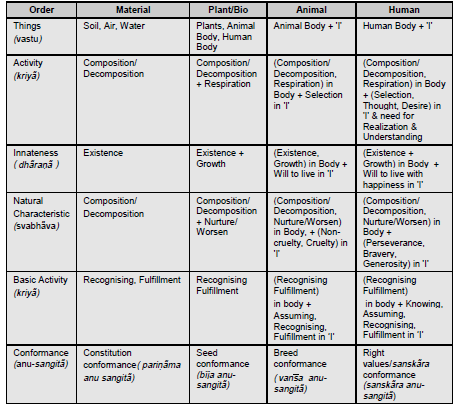 Order Material Plant/Bio Animal Human
Things Soil, Air, Water Plants, Animal Animal Body + 'I' Human Body + 'I'
(vastu) Body, Human
Body
Activity Composition/ Composition/ (Composition/ (Composition/
(kriyā) Decomposition Decomposition Decomposition, Decomposition,
+ Respiration Respiration) in Respiration) in Body
Body + Selection + (Selection,
in 'I' Thought, Desire) in
'I' & need for
Realization &
Understanding
Innateness Existence Existence + (Existence, (Existence +
( dhāraṇā ) Growth Growth) in Body + Growth) in Body +
Will to live in 'I' Will to live with
happiness in 'I'
Natural Composition/ Composition/ (Composition/ (Composition/
Characteristic Decomposition Decomposition Decomposition, Decomposition,
(svabhāva) + Nurture/ Nurture/Worsen) Nurture/Worsen) in
Worsen in Body, + (Non- Body +
cruelty, Cruelty) in (Perseverance,
'I' Bravery,
Generosity) in 'I'
Basic Activity Recognising, Fulfillment Recognising (Recognising (Recognising,
(kriyā) Fulfillment Fulfillment) Fulfillment)
in body + in body + Knowing,
Assuming, Assuming,
Recognising, Recognising,
Fulfillment in 'I' Fulfillment in 'I'
Conformance Constitution Seed Breed Right
(anu-sangitā) conformance( pariṇāma conformance conformance values/sanskāra
anu sangitā) (bīja anu- ( vaṁśa anu- conformance
sangitā) sangitā) (sanskāra anu-
sangitā)